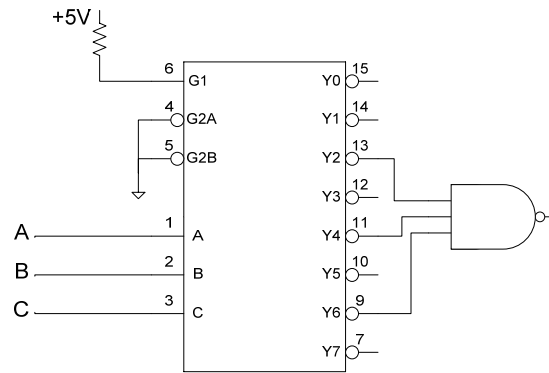 +5V
6 G1 Y0 15
4 G2A Y1 14
5 G2B Y2 13
Y3 12
A 1 A Y4 11
B 2 B Y5 10
C 3 C Y6 9
Y7 7